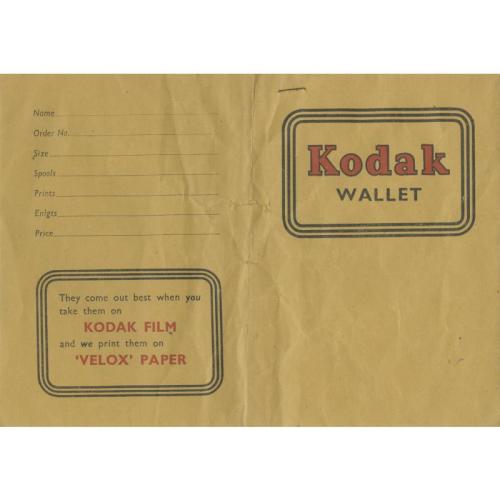 Name
Order No.
Size
Spools
Prints
Enlgts
Price
They come out best when you
take them on
KODAK FILM
and we print them on
'VELOX' PAPER
Kodak
WALLET